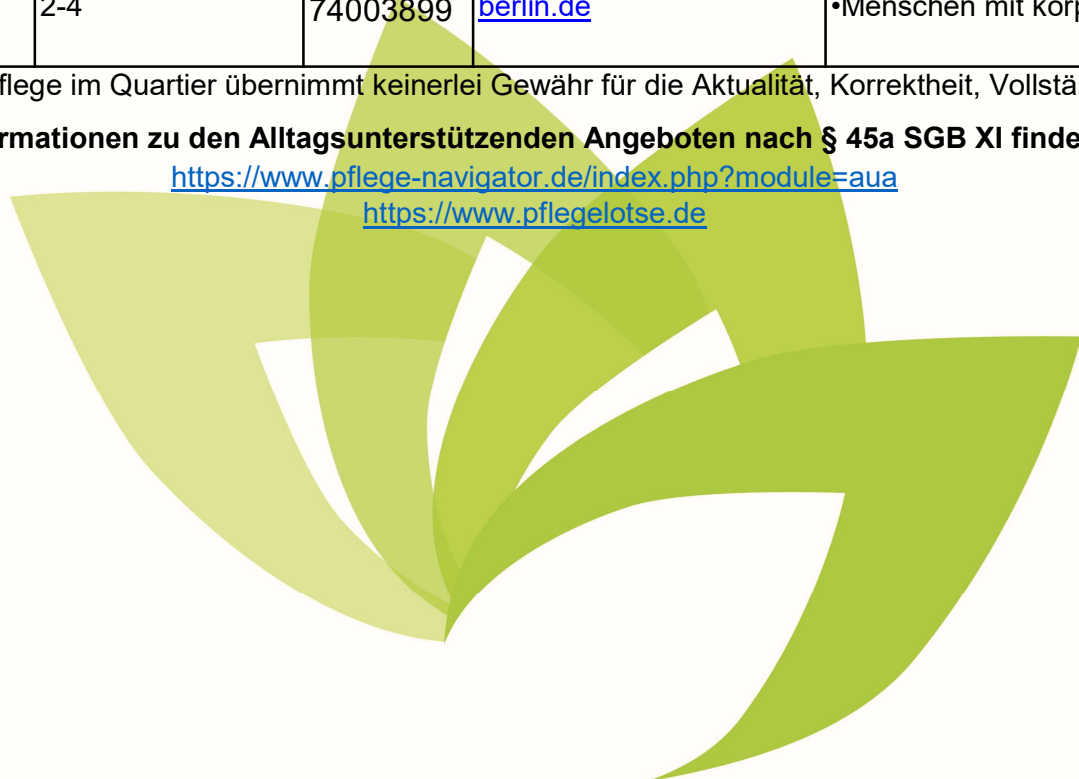 2-4
74003899
berlin.de
•Menschen mit körp
flege im Quartier übernimmt keinerlei Gewähr für die Aktualität, Korrektheit, Vollstä
rmationen zu den Alltagsunterstützenden Angeboten nach § 45a SGB XI finde
https://www.pflege-navigator.de/index.php?module=aua
https://www.pflegelotse.de